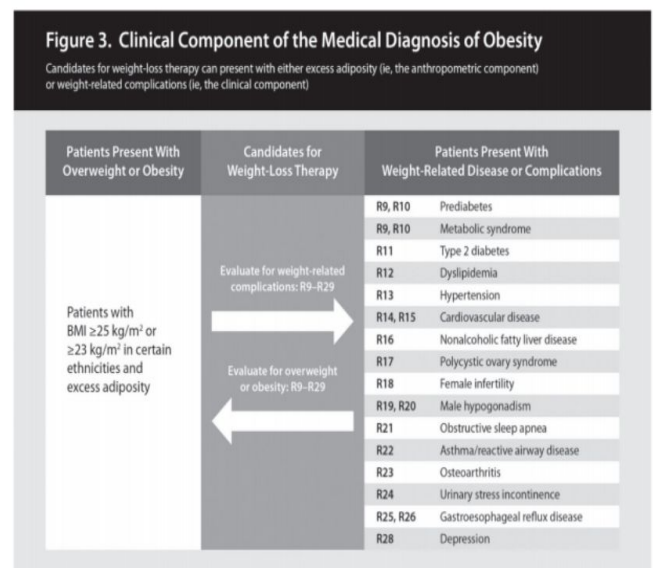 Figure 3. Clinical Component of the Medical Diagnosis of Obesity
Candidates for weight-loss therapy can present with either excess adiposity (ie, the anthropometric component)
or weight-related complications (ie, the clinical component)
Patients Present With
Overweight or Obesity
Candidates for
Weight-Loss Therapy
Patients Present With
Weight-Related Disease or Complications
Patients with
BMI ≥25 kg/m² or
≥23 kg/m² in certain
ethnicities and
excess adiposity
Evaluate for weight-related
complications: R9–R29
Evaluate for overweight
or obesity: R9–R29
R9, R10 Prediabetes
R9, R10 Metabolic syndrome
R11 Type 2 diabetes
R12 Dyslipidemia
R13 Hypertension
R14, R15 Cardiovascular disease
R16 Nonalcoholic fatty liver disease
R17 Polycystic ovary syndrome
R18 Female infertility
R19, R20 Male hypogonadism
R21 Obstructive sleep apnea
R22 Asthma/reactive airway disease
R23 Osteoarthritis
R24 Urinary stress incontinence
R25, R26 Gastroesophageal reflux disease
R28 Depression